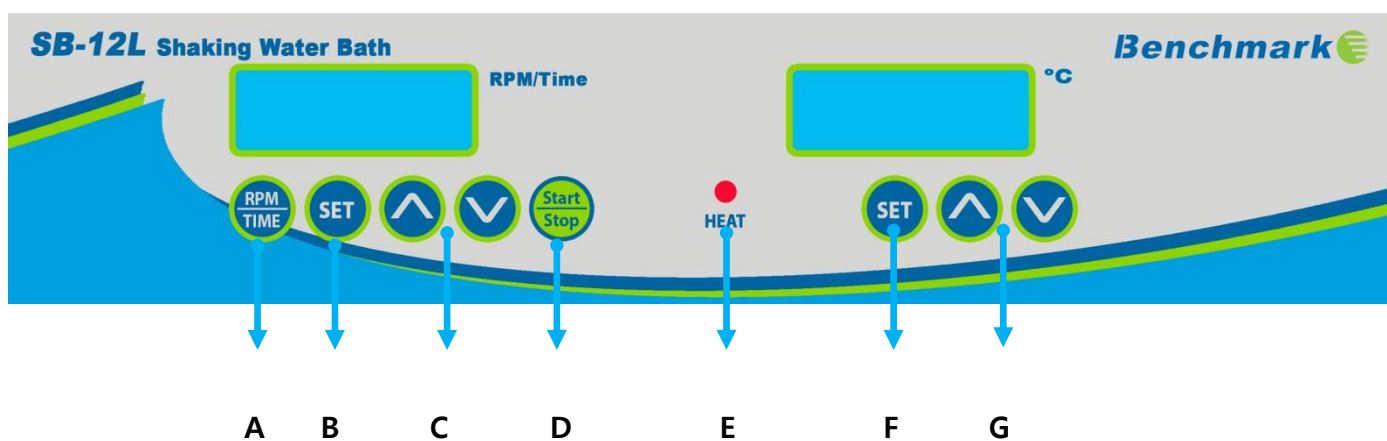 SB-12L Shaking Water Bath
Benchmark
RPM/Time
°C
RPM
TIME
SET
Start
Stop
HEAT
SET
A B C D E F G